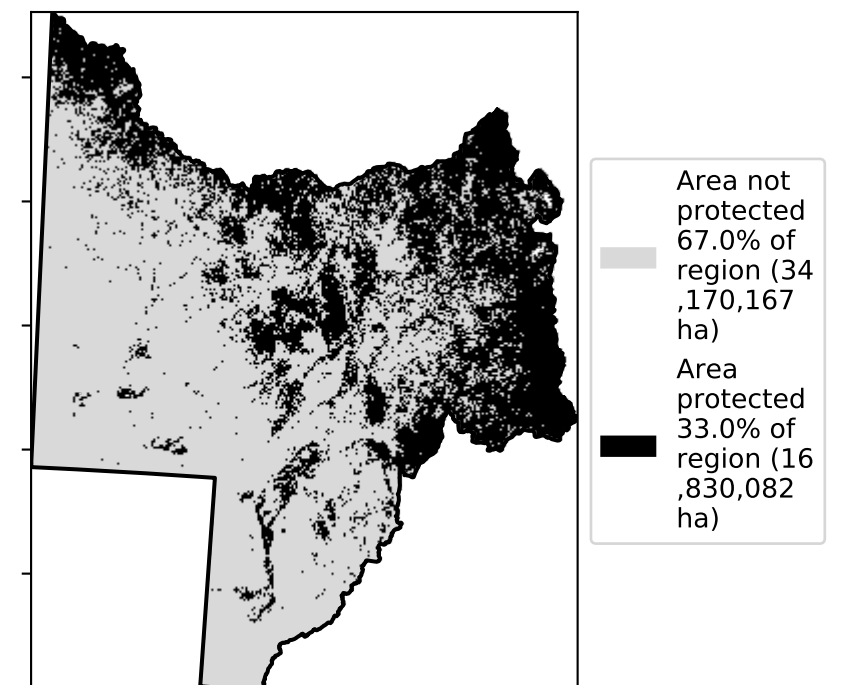 Area not
protected
67.0% of
region (34
,170,167
ha)
Area
protected
33.0% of
region (16
,830,082
ha)